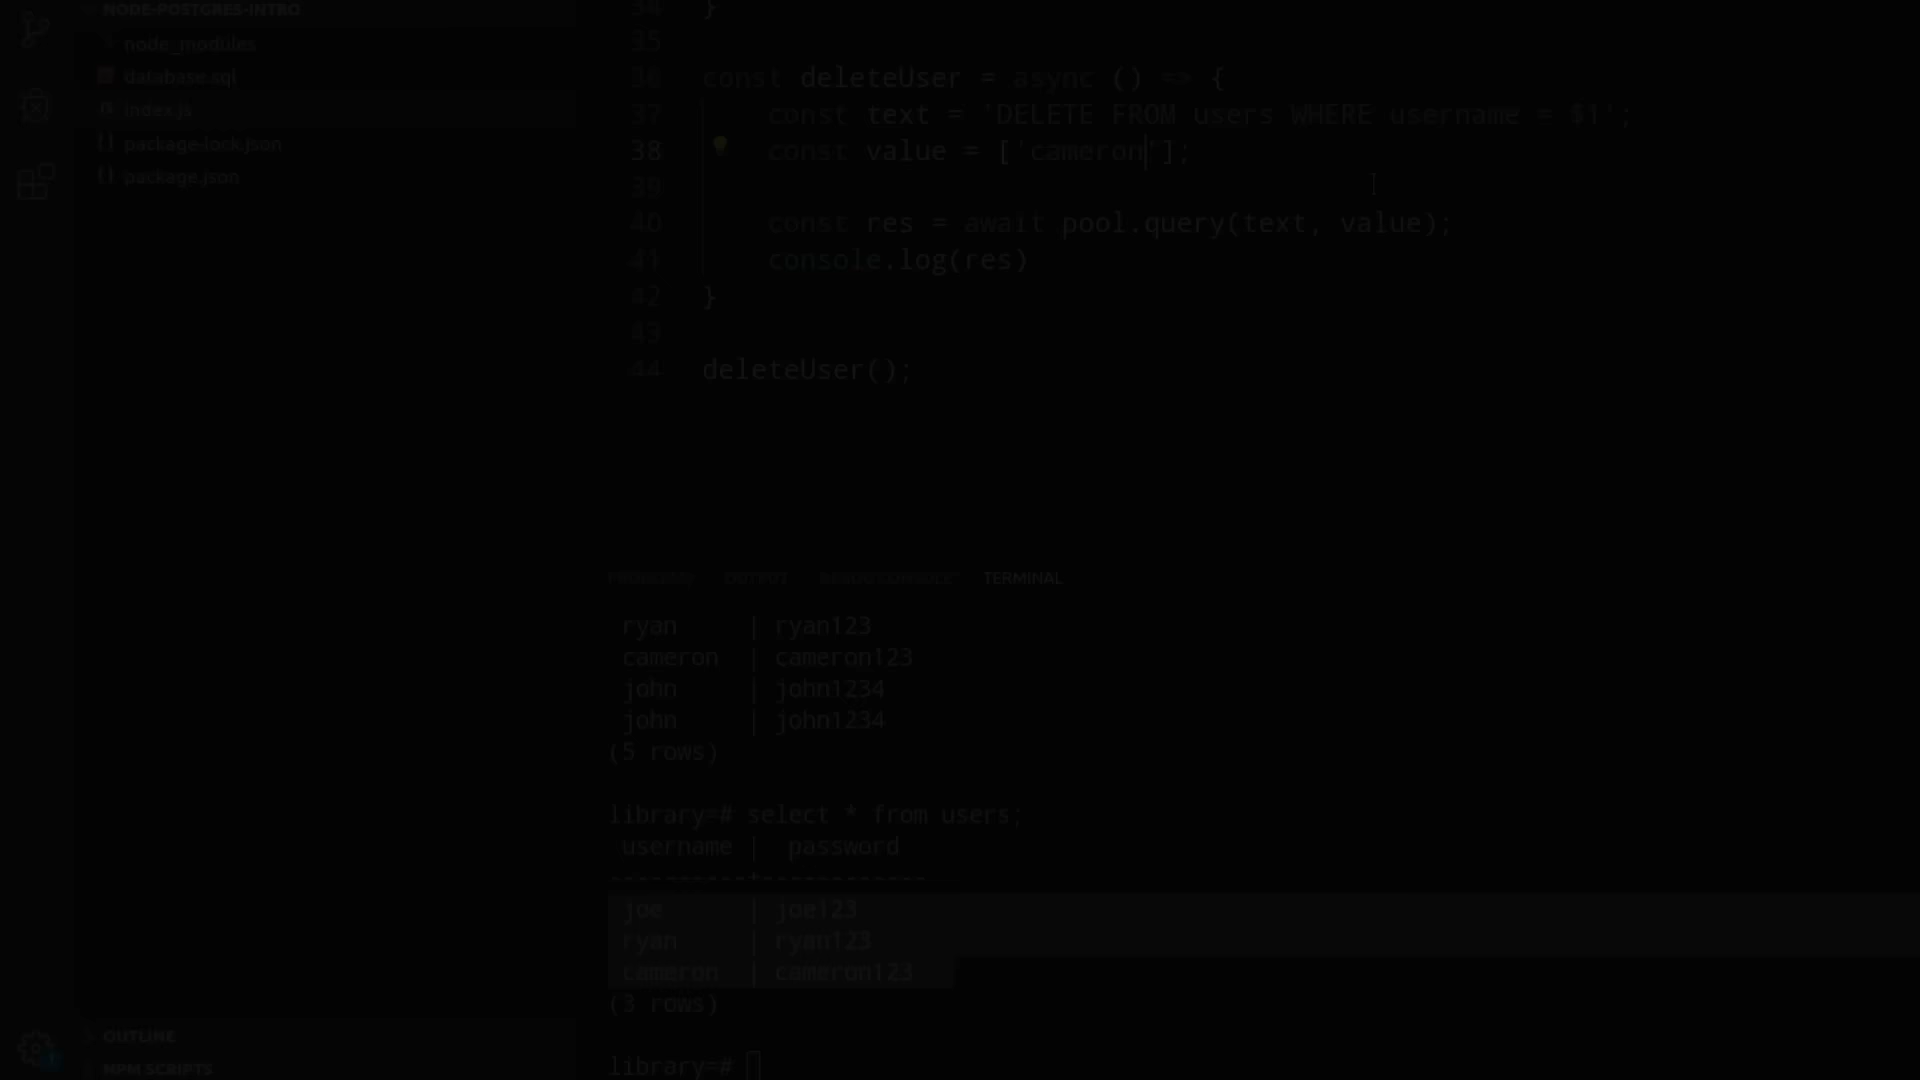 NODE-POSTGRES-INTRO
node_modules
database.sql
index.js
package-lock.json
package.json
OUTLINE
NPM SCRIPTS
34 }
35
36 const deleteUser = async () => {
37 const text = 'DELETE FROM users WHERE username = $1';
38 const value = ['cameron'];
39
40 const res = await pool.query(text, value);
41 console.log(res)
42 }
43
44 deleteUser();
PROBLEMS OUTPUT DEBUG CONSOLE TERMINAL
ryan | ryan123
cameron | cameron123
john | john1234
john | john1234
(5 rows)
library=# select * from users;
username | password
----------+------------
joe | joe123
ryan | ryan123
cameron | cameron123
(3 rows)
library=#